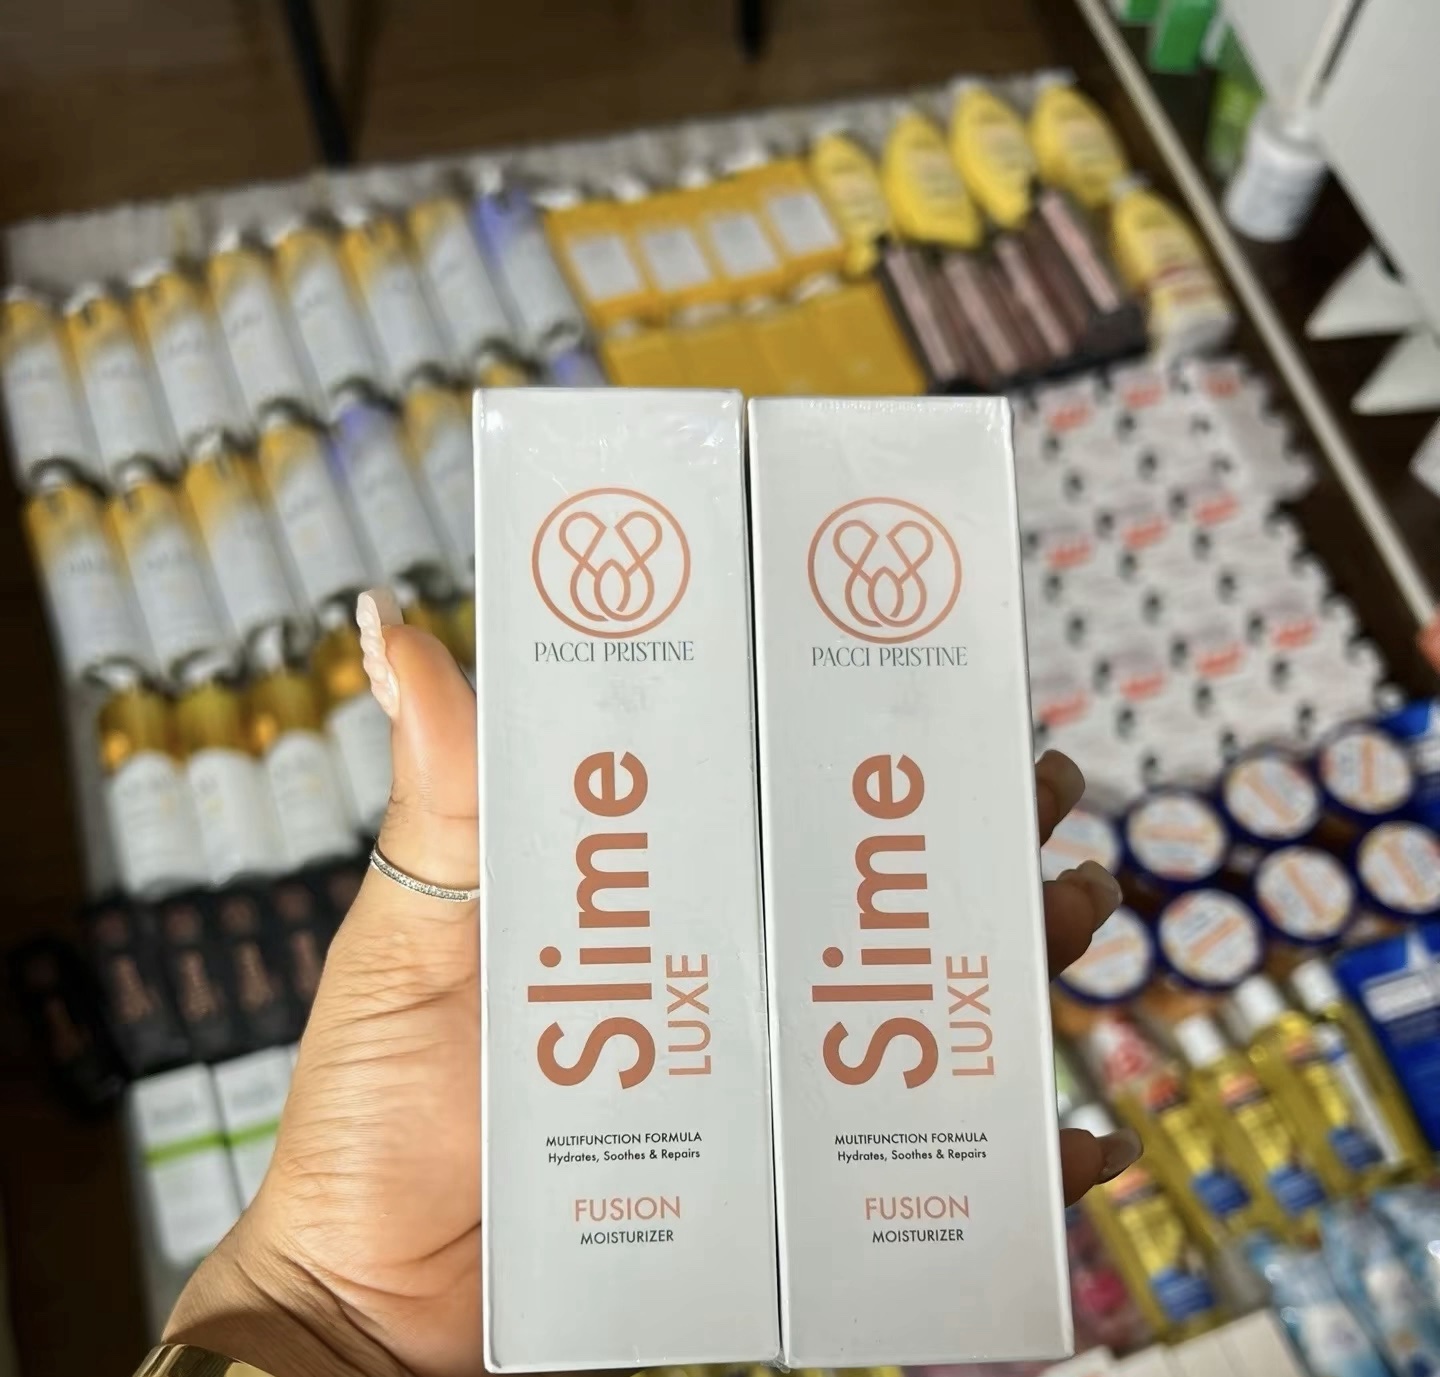 PACCI PRISTINE
Slime
LUXE
MULTIFUNCTION FORMULA
Hydrates, Soothes & Repairs
FUSION
MOISTURIZER
PACCI PRISTINE
Slime
LUXE
MULTIFUNCTION FORMULA
Hydrates, Soothes & Repairs
FUSION
MOISTURIZER